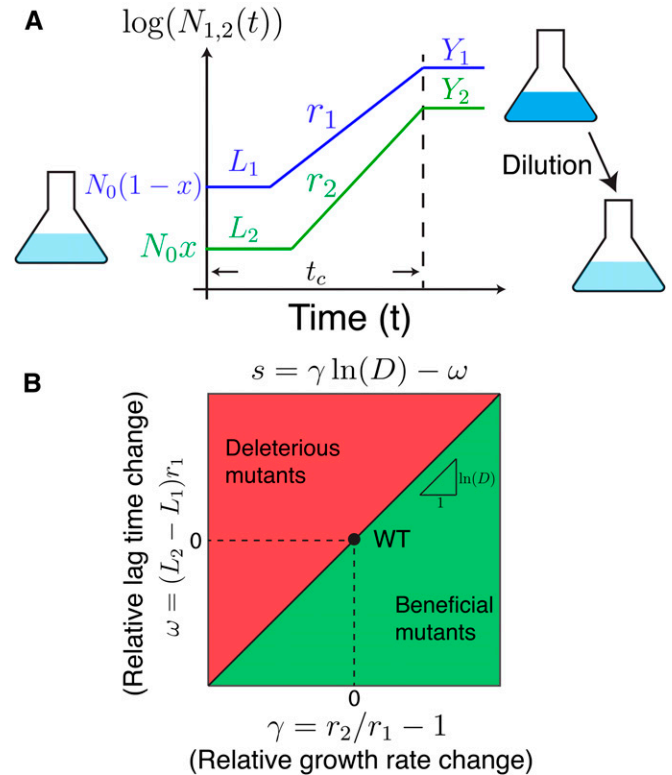 A
log(N₁,₂(t))
Y₁
Y₂
r₁
r₂
L₁
L₂
N₀(1 − x)
N₀x
t_c
Time (t)
Dilution
B
s = γ ln(D) − ω
(Relative lag time change)
ω = (L₂ − L₁)r₁
Deleterious
mutants
ln(D)
1
0
WT
Beneficial
mutants
0
γ = r₂/r₁ − 1
(Relative growth rate change)